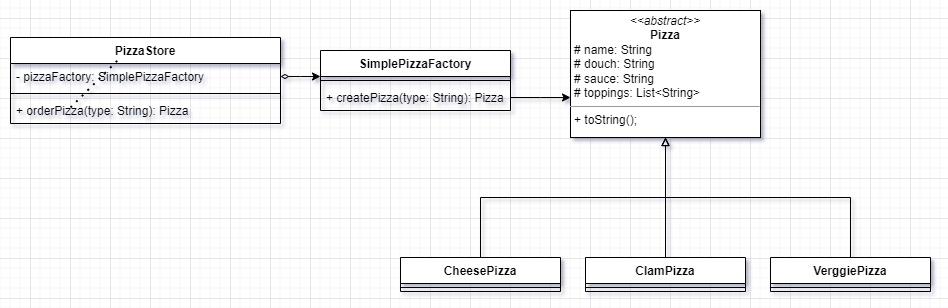 PizzaStore
- pizzaFactory: SimplePizzaFactory
+ orderPizza(type: String): Pizza
SimplePizzaFactory
+ createPizza(type: String): Pizza
<<abstract>>
Pizza
# name: String
# douch: String
# sauce: String
# toppings: List<String>
+ toString();
CheesePizza
ClamPizza
VerggiePizza